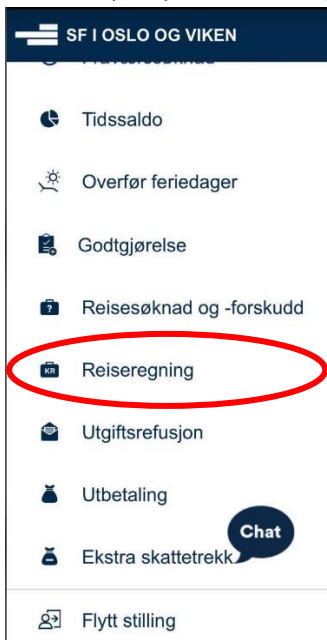 SF I OSLO OG VIKEN
Tidssaldo
Overfør feriedager
Godtgjørelse
Reisesøknad og -forskudd
KR Reiseregning
Utgiftsrefusjon
Utbetaling
Chat
Ekstra skattetrekk
Flytt stilling